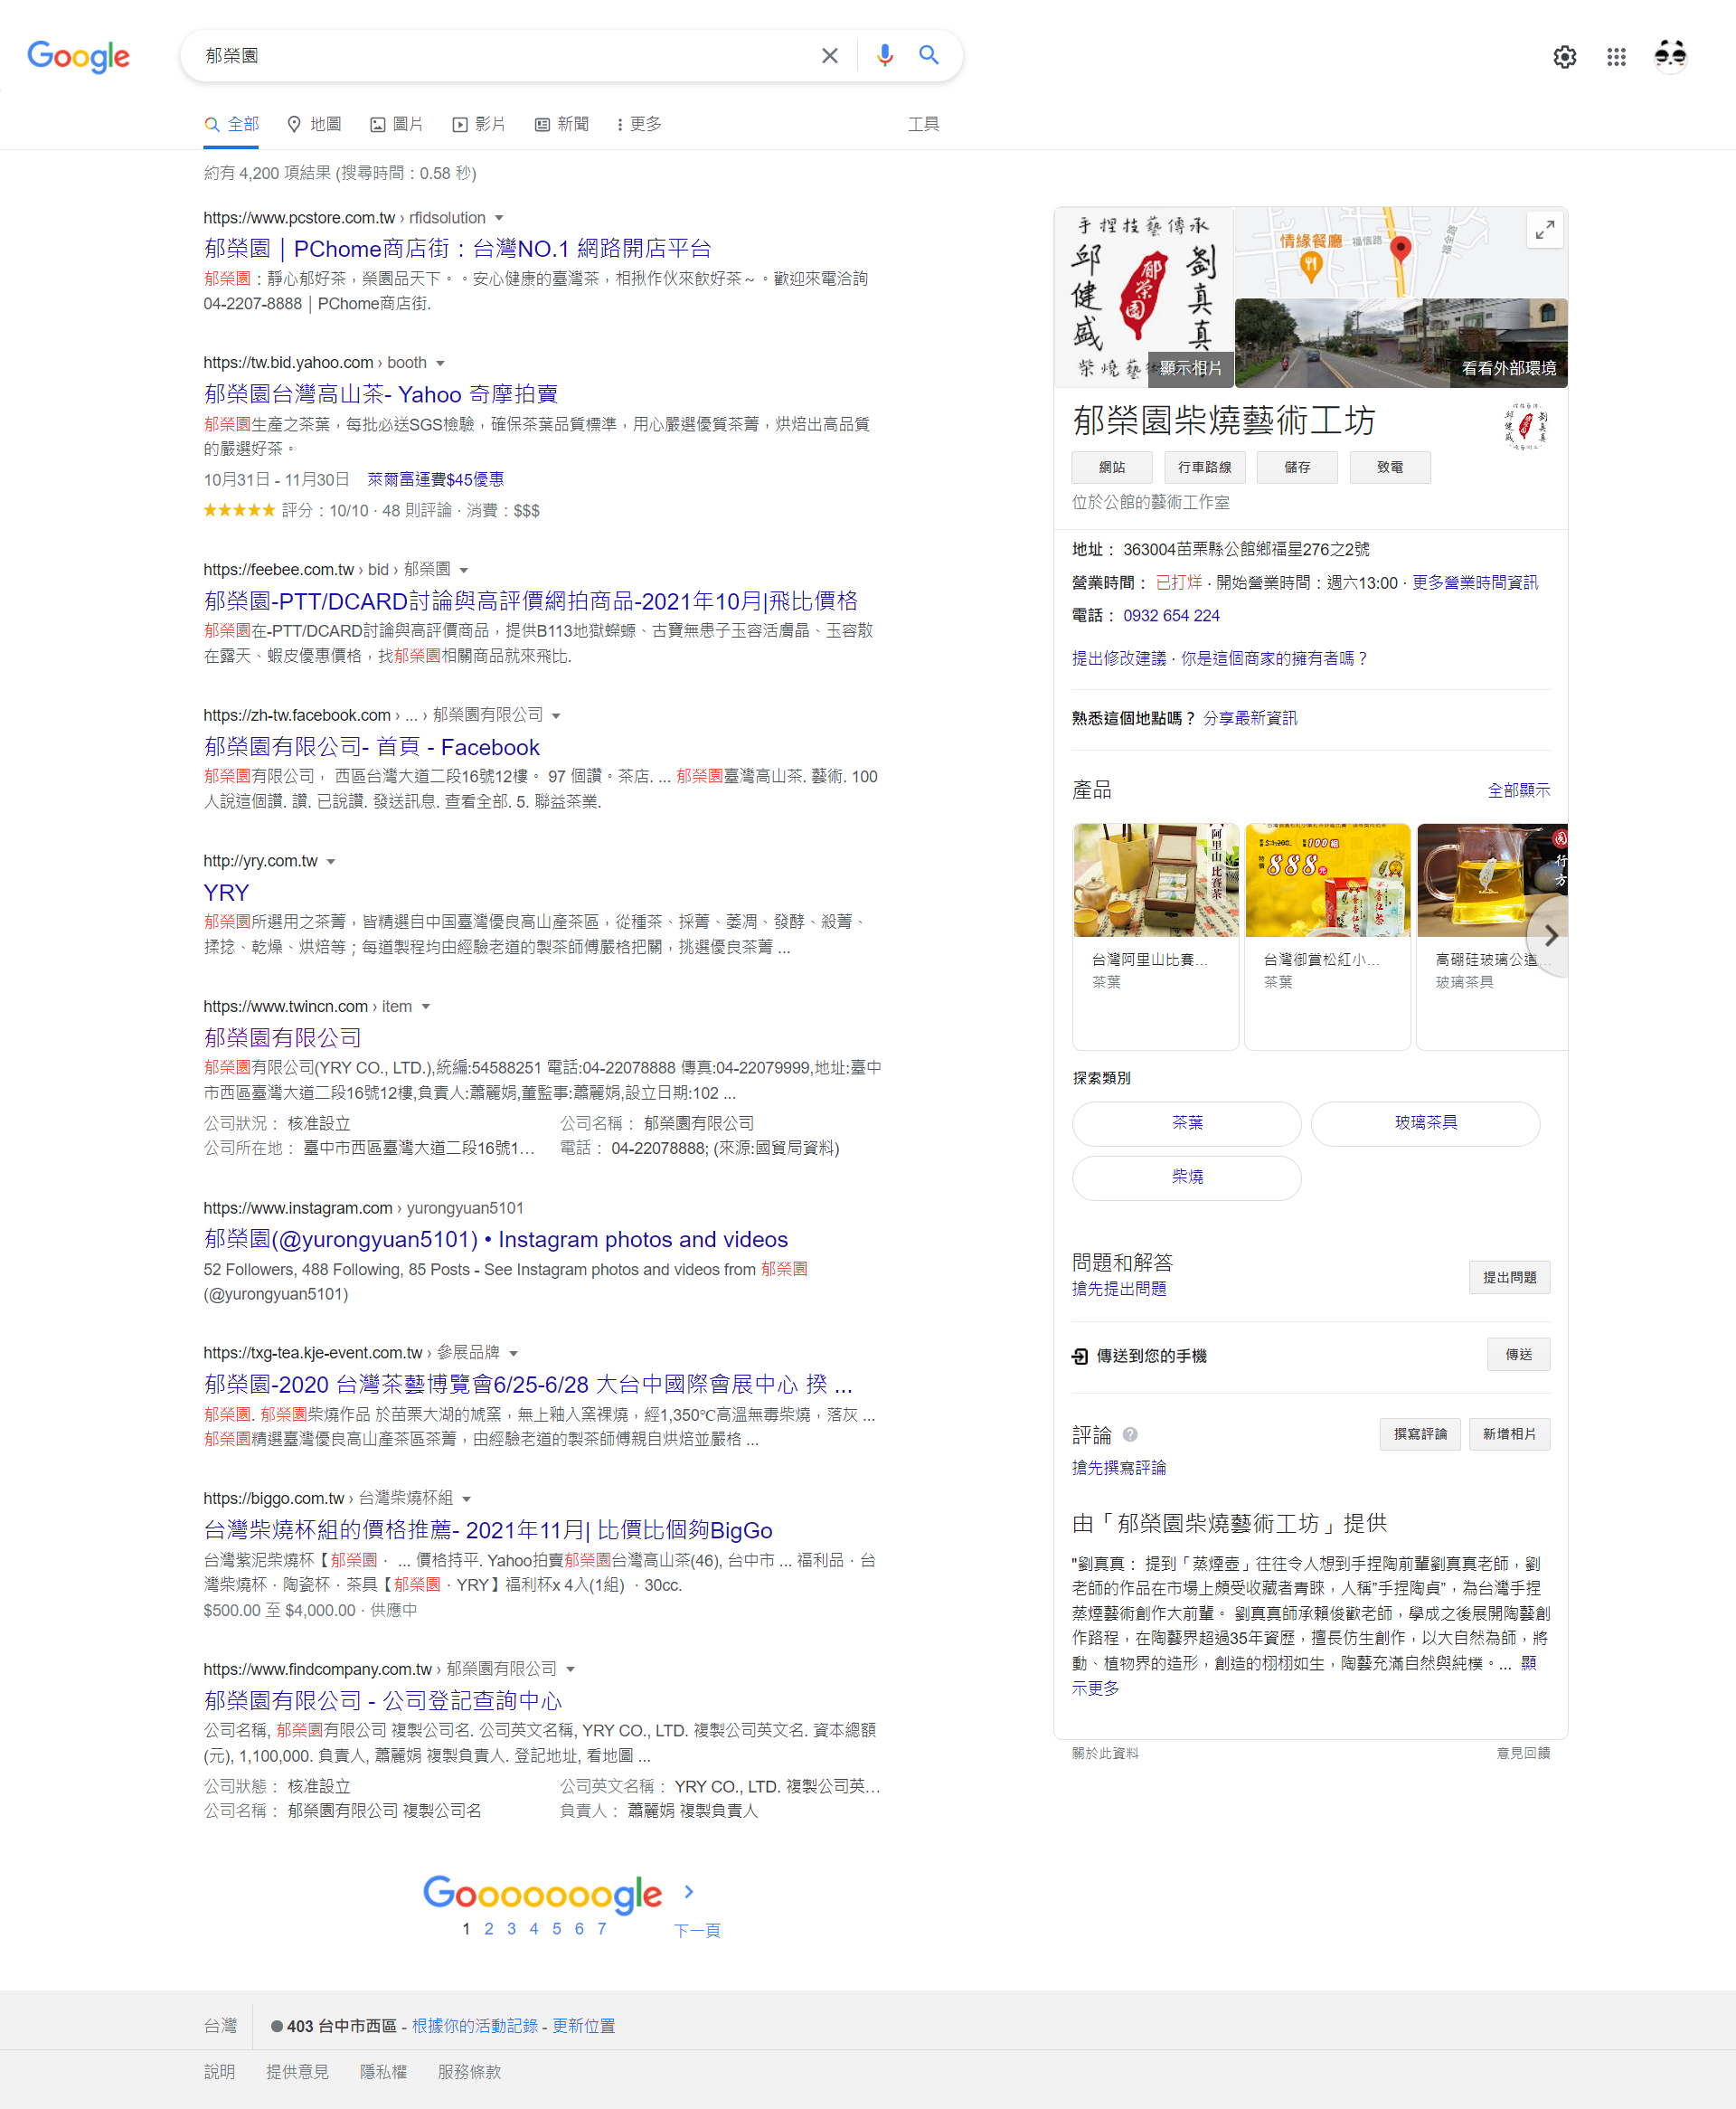 Google
郁榮園
全部
地圖
圖片
影片
新聞
更多
工具
約有 4,200 項結果 (搜尋時間：0.58 秒)
https://www.pcstore.com.tw › rfidsolution
郁榮園｜PChome商店街：台灣NO.1 網路開店平台
郁榮園：靜心郁好茶，榮園品天下。。安心健康的臺灣茶，相揪作伙來飲好茶～。歡迎來電洽詢
04-2207-8888｜PChome商店街.
https://tw.bid.yahoo.com › booth
郁榮園台灣高山茶- Yahoo 奇摩拍賣
郁榮園生產之茶葉，每批必送SGS檢驗，確保茶葉品質標準，用心嚴選優質茶菁，烘焙出高品質
的嚴選好茶。
10月31日 - 11月30日 萊爾富運費$45優惠
★★★★★ 評分：10/10 · 48 則評論 · 消費：$$$
https://feebee.com.tw › bid › 郁榮園
郁榮園-PTT/DCARD討論與高評價網拍商品-2021年10月|飛比價格
郁榮園在-PTT/DCARD討論與高評價商品，提供B113地獄蠑螈、古寶無患子玉容活膚晶、玉容散
在露天、蝦皮優惠價格，找郁榮園相關商品就來飛比.
https://zh-tw.facebook.com › ... › 郁榮園有限公司
郁榮園有限公司- 首頁 - Facebook
郁榮園有限公司， 西區台灣大道二段16號12樓。 97 個讚。茶店. ... 郁榮園臺灣高山茶. 藝術. 100
人說這個讚. 讚. 已說讚. 發送訊息. 查看全部. 5. 聯益茶業.
http://yry.com.tw
YRY
郁榮園所選用之茶菁，皆精選自中国臺灣優良高山產茶區，從種茶、採菁、萎凋、發酵、殺菁、
揉捻、乾燥、烘焙等；每道製程均由經驗老道的製茶師傅嚴格把關，挑選優良茶菁 ...
https://www.twincn.com › item
郁榮園有限公司
郁榮園有限公司(YRY CO., LTD.),統編:54588251 電話:04-22078888 傳真:04-22079999,地址:臺中
市西區臺灣大道二段16號12樓,負責人:蕭麗娟,董監事:蕭麗娟,設立日期:102 ...
公司狀況： 核准設立 公司名稱： 郁榮園有限公司
公司所在地： 臺中市西區臺灣大道二段16號1... 電話： 04-22078888; (來源:國貿局資料)
https://www.instagram.com › yurongyuan5101
郁榮園(@yurongyuan5101) • Instagram photos and videos
52 Followers, 488 Following, 85 Posts - See Instagram photos and videos from 郁榮園
(@yurongyuan5101)
https://txg-tea.kje-event.com.tw › 參展品牌
郁榮園-2020 台灣茶藝博覽會6/25-6/28 大台中國際會展中心 揆 ...
郁榮園. 郁榮園柴燒作品 於苗栗大湖的虓窯，無上釉入窯裸燒，經1,350℃高溫無毒柴燒，落灰 ...
郁榮園精選臺灣優良高山產茶區茶菁，由經驗老道的製茶師傅親自烘焙並嚴格 ...
https://biggo.com.tw › 台灣柴燒杯組
台灣柴燒杯組的價格推薦- 2021年11月| 比價比個夠BigGo
台灣紫泥柴燒杯【郁榮園． ... 價格持平. Yahoo拍賣郁榮園台灣高山茶(46), 台中市 ... 福利品．台
灣柴燒杯．陶瓷杯．茶具【郁榮園．YRY】福利杯x 4入(1組) ．30cc.
$500.00 至 $4,000.00 · 供應中
https://www.findcompany.com.tw › 郁榮園有限公司
郁榮園有限公司 - 公司登記查詢中心
公司名稱, 郁榮園有限公司 複製公司名. 公司英文名稱, YRY CO., LTD. 複製公司英文名. 資本總額
(元), 1,100,000. 負責人, 蕭麗娟 複製負責人. 登記地址, 看地圖 ...
公司狀態： 核准設立 公司英文名稱： YRY CO., LTD. 複製公司英...
公司名稱： 郁榮園有限公司 複製公司名 負責人： 蕭麗娟 複製負責人
Goooooooogle
1 2 3 4 5 6 7 下一頁
手捏技藝傳承
邱健盛
郁榮園
劉真真
柴燒藝
顯示相片
情緣餐廳
福德路
福全路
看看外部環境
郁榮園柴燒藝術工坊
網站
行車路線
儲存
致電
位於公館的藝術工作室
地址： 363004苗栗縣公館鄉福星276之2號
營業時間： 已打烊 · 開始營業時間：週六13:00 · 更多營業時間資訊
電話： 0932 654 224
提出修改建議 · 你是這個商家的擁有者嗎？
熟悉這個地點嗎？ 分享最新資訊
產品
全部顯示
阿里山比賽茶
100組
888元
圓
行
方
台灣阿里山比賽...
茶葉
台灣御賞松紅小...
茶葉
高硼硅玻璃公道...
玻璃茶具
探索類別
茶葉
玻璃茶具
柴燒
問題和解答
搶先提出問題
提出問題
傳送到您的手機
傳送
評論
撰寫評論
新增相片
搶先撰寫評論
由「郁榮園柴燒藝術工坊」提供
"劉真真： 提到「蒸煙壺」往往令人想到手捏陶前輩劉真真老師，劉
老師的作品在市場上頗受收藏者青睞，人稱"手捏陶貞"，為台灣手捏
蒸煙藝術創作大前輩。 劉真真師承賴俊歡老師，學成之後展開陶藝創
作路程，在陶藝界超過35年資歷，擅長仿生創作，以大自然為師，將
動、植物界的造形，創造的栩栩如生，陶藝充滿自然與純樸。... 顯
示更多
關於此資料
意見回饋
台灣
403 台中市西區 - 根據你的活動記錄 - 更新位置
說明
提供意見
隱私權
服務條款